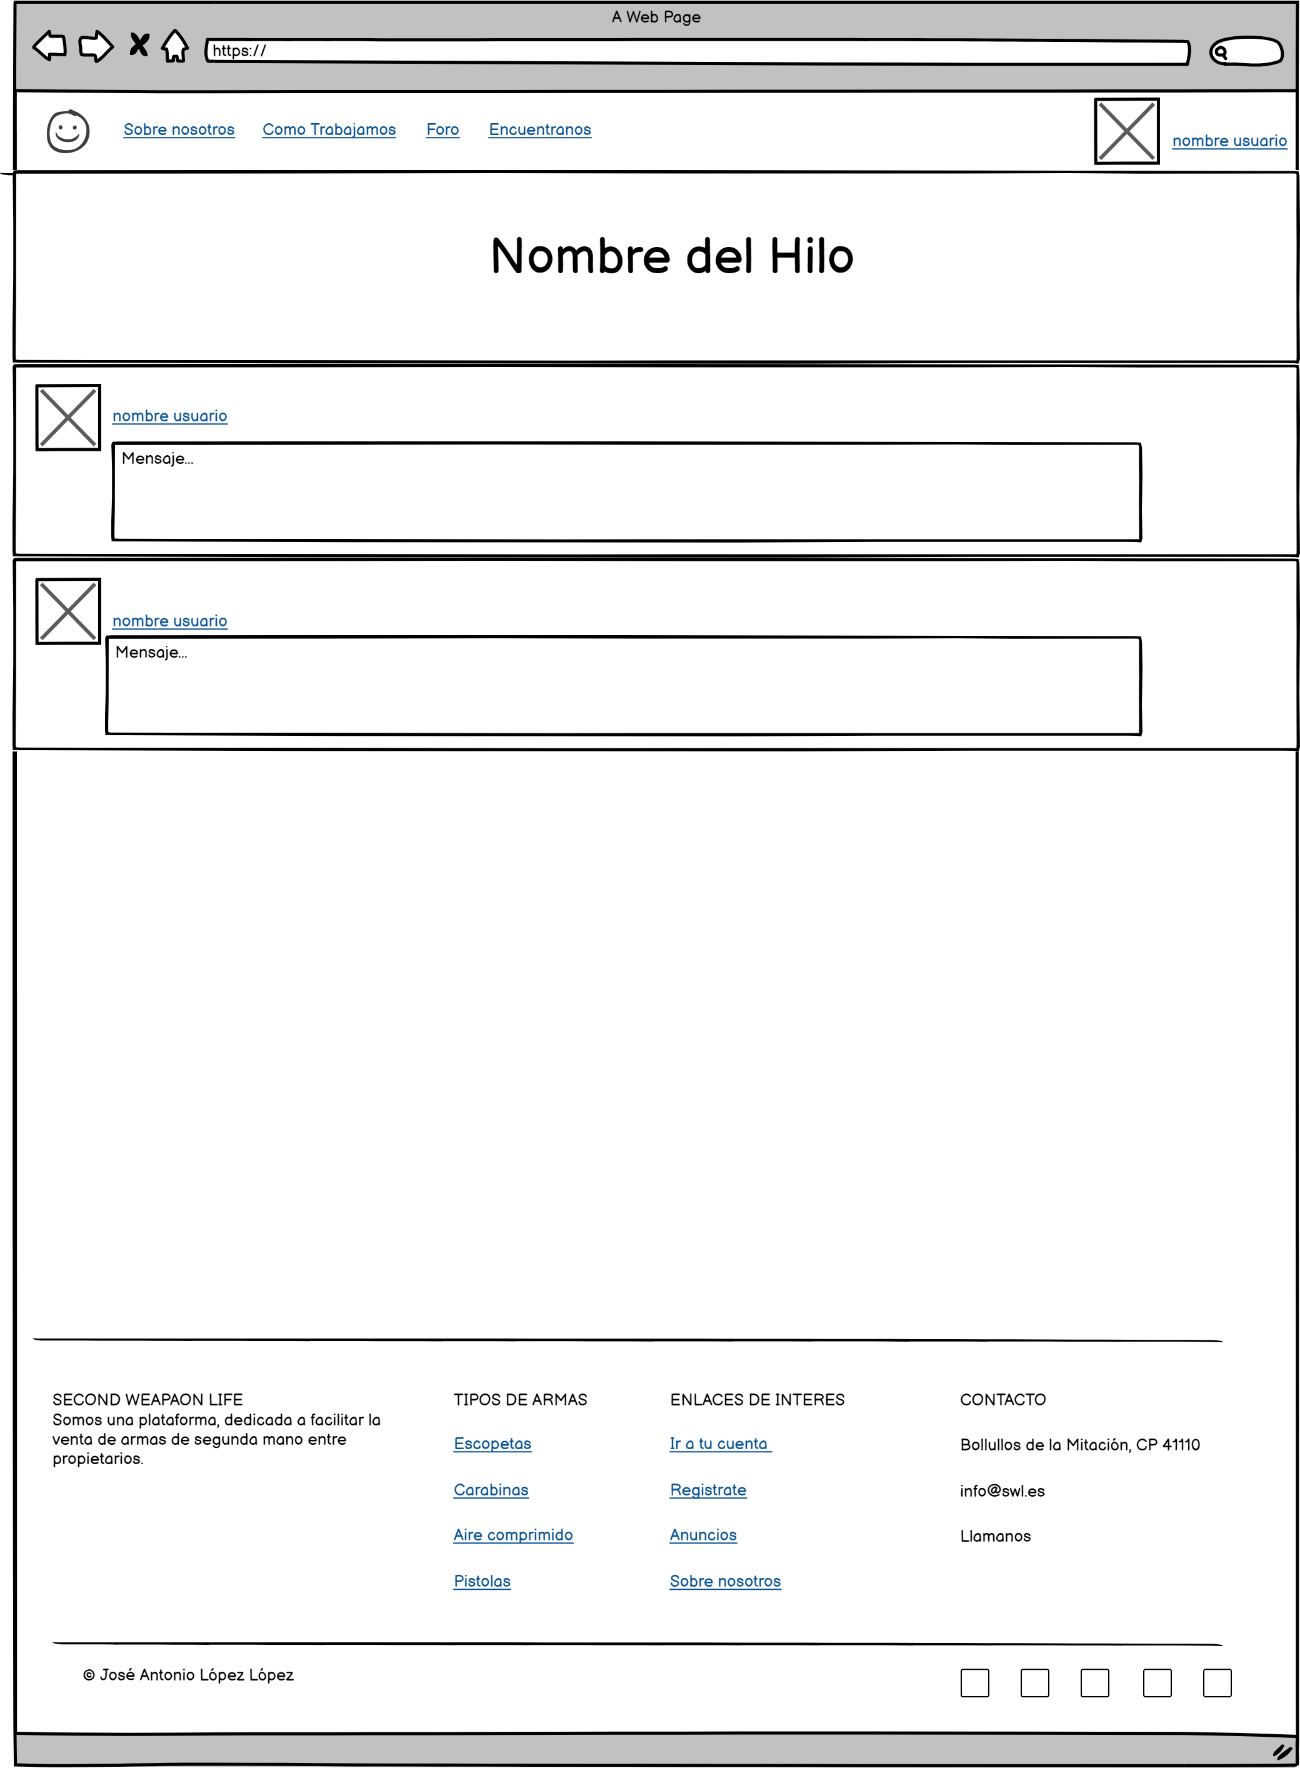 A Web Page
https://
Sobre nosotros
Como Trabajamos
Foro
Encuentranos
nombre usuario
Nombre del Hilo
nombre usuario
Mensaje...
nombre usuario
Mensaje...
SECOND WEAPAON LIFE
Somos una plataforma, dedicada a facilitar la
venta de armas de segunda mano entre
propietarios.
TIPOS DE ARMAS
Escopetas
Carabinas
Aire comprimido
Pistolas
ENLACES DE INTERES
Ir a tu cuenta
Registrate
Anuncios
Sobre nosotros
CONTACTO
Bollullos de la Mitación, CP 41110
info@swl.es
Llamanos
© José Antonio López López